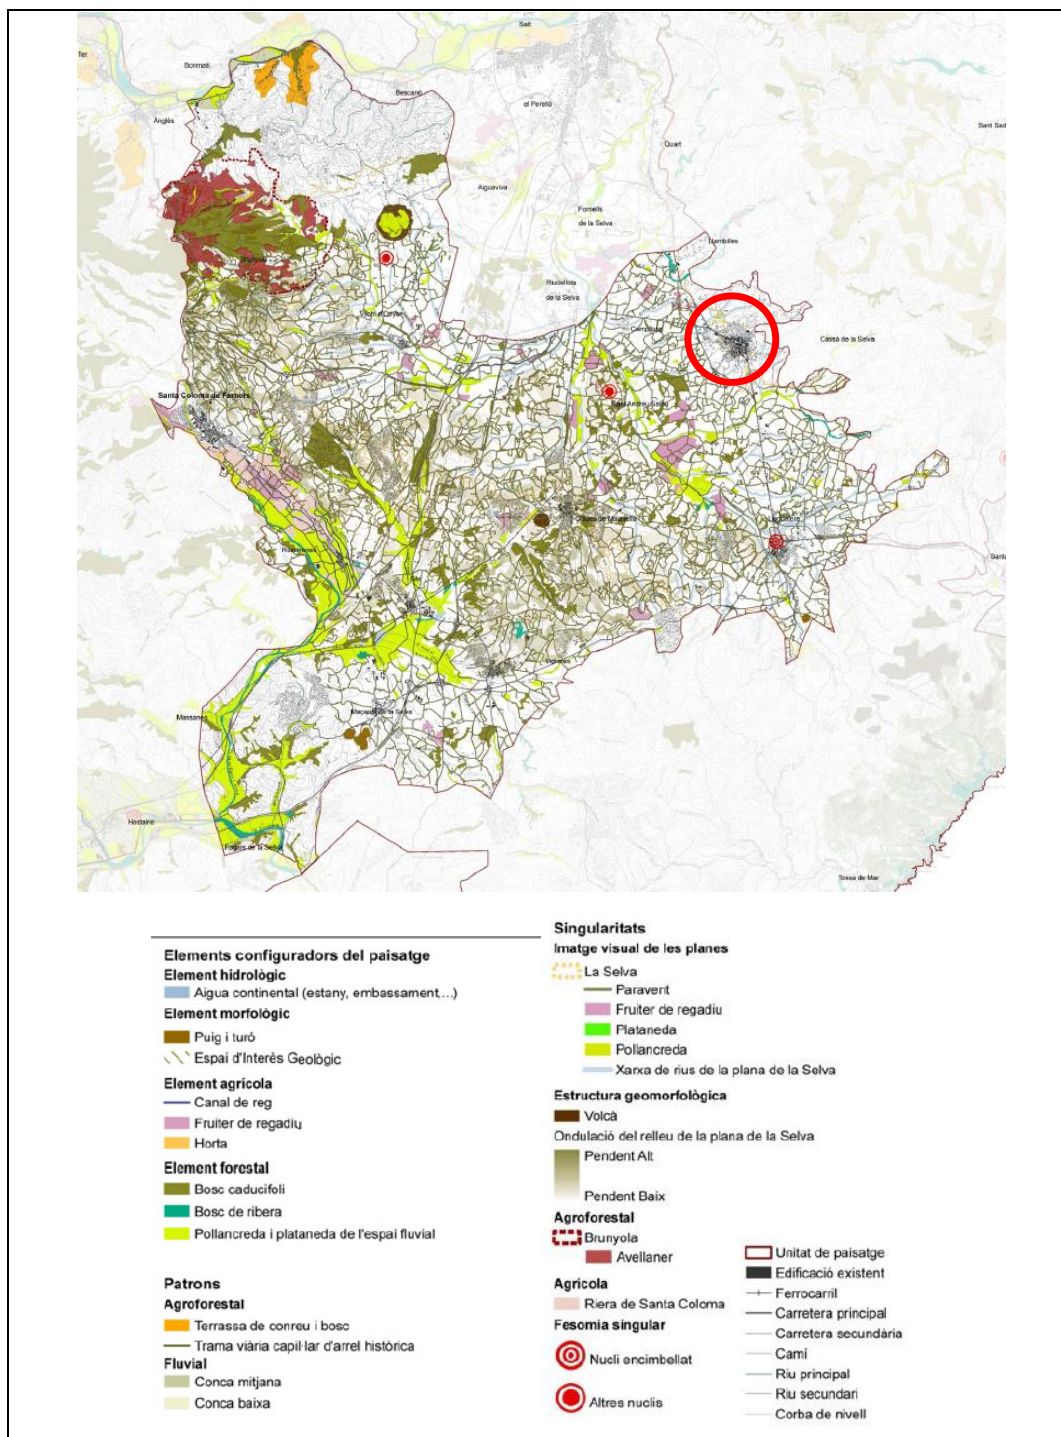 Salt
Ter
Bonmatí
Bescanó
el Perelló
Anglès
Sant Sad
Quart
Aiguaviva
Fornells
de la Selva
Llambilles
Brunyola
Riudellots
de la Selva
Vilobí d'Onyar
Campllong
Cassà de la Selva
Santa Coloma de Farners
Sant Andreu Salou
Caldes de Malavella
Llagostera
Riudarenes
Santa
Vidreres
Massanes
Maçanet de la Selva
Hostalric
Fogars de la Selva
Tossa de Mar
Elements configuradors del paisatge
Element hidrològic
Aigua continental (estany, embassament,...)
Element morfològic
Puig i turó
Espai d'Interès Geològic
Element agrícola
Canal de reg
Fruiter de regadiu
Horta
Element forestal
Bosc caducifoli
Bosc de ribera
Pollancreda i plataneda de l'espai fluvial
Patrons
Agroforestal
Terrassa de conreu i bosc
Trama viària capil·lar d'arrel històrica
Fluvial
Conca mitjana
Conca baixa
Singularitats
Imatge visual de les planes
La Selva
Paravent
Fruiter de regadiu
Plataneda
Pollancreda
Xarxa de rius de la plana de la Selva
Estructura geomorfològica
Volcà
Ondulació del relleu de la plana de la Selva
Pendent Alt
Pendent Baix
Agroforestal
Brunyola
Avellaner
Agrícola
Riera de Santa Coloma
Fesomia singular
Nucli encimbellat
Altres nuclis
Unitat de paisatge
Edificació existent
Ferrocarril
Carretera principal
Carretera secundària
Camí
Riu principal
Riu secundari
Corba de nivell